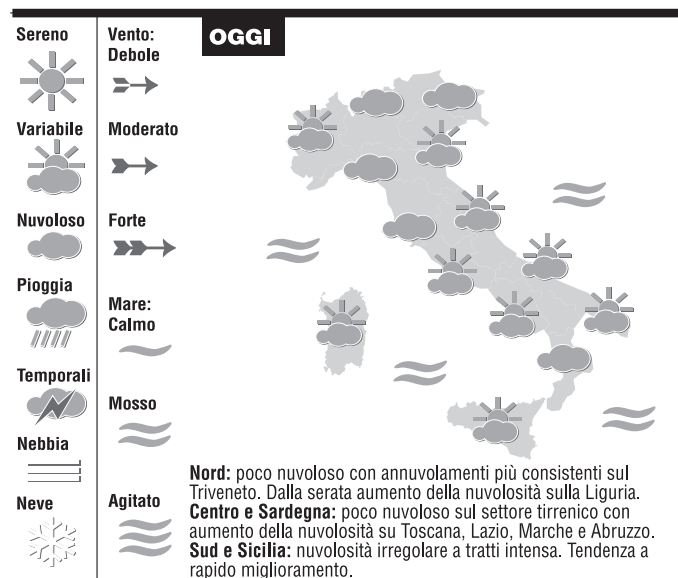 Sereno
Variabile
Nuvoloso
Pioggia
Temporali
Nebbia
Neve
Vento:
Debole
Moderato
Forte
Mare:
Calmo
Mosso
Agitato
OGGI
Nord: poco nuvoloso con annuvolamenti più consistenti sul
Triveneto. Dalla serata aumento della nuvolosità sulla Liguria.
Centro e Sardegna: poco nuvoloso sul settore tirrenico con
aumento della nuvolosità su Toscana, Lazio, Marche e Abruzzo.
Sud e Sicilia: nuvolosità irregolare a tratti intensa. Tendenza a
rapido miglioramento.